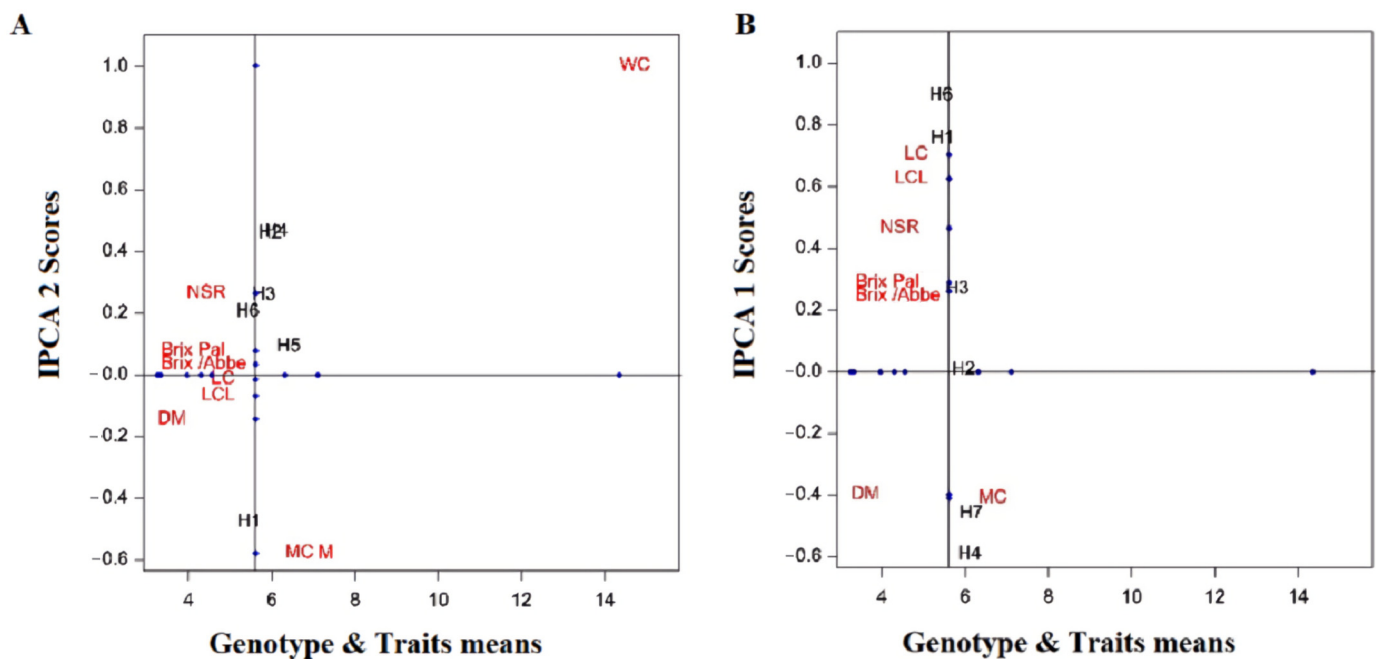 A
IPCA 2 Scores
1.0
0.8
0.6
0.4
0.2
-0.0
-0.2
-0.4
-0.6
WC
H2
NSR
H3
H6
H5
Brix Pal
Brix /Abbe
LC
LCL
DM
H1
MC M
4 6 8 10 12 14
Genotype & Traits means
B
IPCA 1 Scores
1.0
0.8
0.6
0.4
0.2
-0.0
-0.2
-0.4
-0.6
H6
H1
LC
LCL
NSR
Brix Pal
H3
Brix /Abbe
H2
DM
MC
H7
H4
4 6 8 10 12 14
Genotype & Traits means